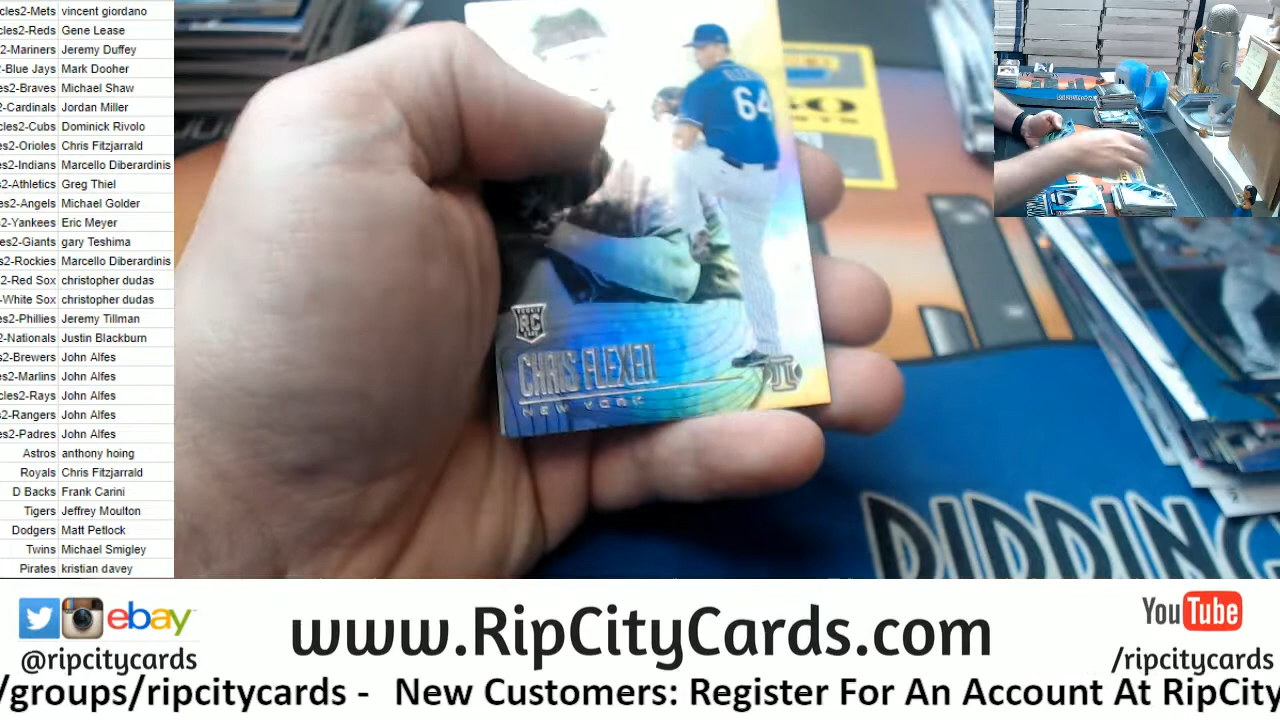 cles2-Mets vincent giordano
cles2-Reds Gene Lease
2-Mariners Jeremy Duffey
2-Blue Jays Mark Dooher
es2-Braves Michael Shaw
2-Cardinals Jordan Miller
cles2-Cubs Dominick Rivolo
es2-Orioles Chris Fitzjarrald
es2-Indians Marcello Diberardinis
2-Athletics Greg Thiel
les2-Angels Michael Golder
2-Yankees Eric Meyer
les2-Giants gary Teshima
s2-Rockies Marcello Diberardinis
2-Red Sox christopher dudas
-White Sox christopher dudas
s2-Phillies Jeremy Tillman
2-Nationals Justin Blackburn
s2-Brewers John Alfes
es2-Marlins John Alfes
cles2-Rays John Alfes
s2-Rangers John Alfes
es2-Padres John Alfes
Astros anthony hoing
Royals Chris Fitzjarrald
D Backs Frank Carini
Tigers Jeffrey Moulton
Dodgers Matt Petlock
Twins Michael Smigley
Pirates kristian davey
64
RC
CHRIS FLEXEN
NEW YORK
RIPPING
ebay
@ripcitycards
www.RipCityCards.com
YouTube
/ripcitycards
/groups/ripcitycards - New Customers: Register For An Account At RipCity